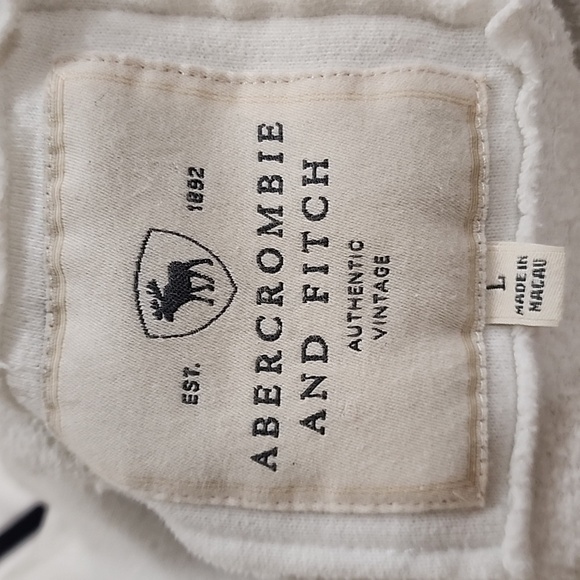 EST. 1892
ABERCROMBIE
AND FITCH
AUTHENTIC
VINTAGE
L
MADE IN
MACAU